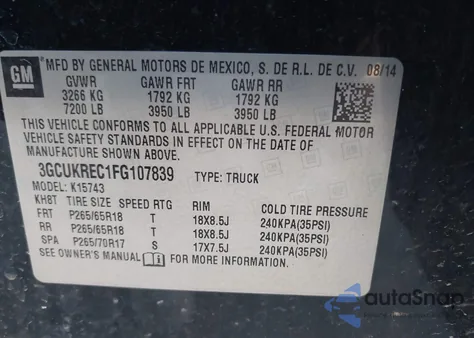 GM
MFD BY GENERAL MOTORS DE MEXICO, S. DE R.L. DE C.V. 08/14
GVWR GAWR FRT GAWR RR
3266 KG 1792 KG 1792 KG
7200 LB 3950 LB 3950 LB
THIS VEHICLE CONFORMS TO ALL APPLICABLE U.S. FEDERAL MOTOR
VEHICLE SAFETY STANDARDS IN EFFECT ON THE DATE OF
MANUFACTURE SHOWN ABOVE.
3GCUKREC1FG107839 TYPE: TRUCK
MODEL: K15743
KH8T TIRE SIZE SPEED RTG RIM COLD TIRE PRESSURE
FRT P265/65R18 T 18X8.5J 240KPA(35PSI)
RR P265/65R18 T 18X8.5J 240KPA(35PSI)
SPA P265/70R17 S 17X7.5J 240KPA(35PSI)
SEE OWNER'S MANUAL FOR MORE INFORMATION
autoSnap